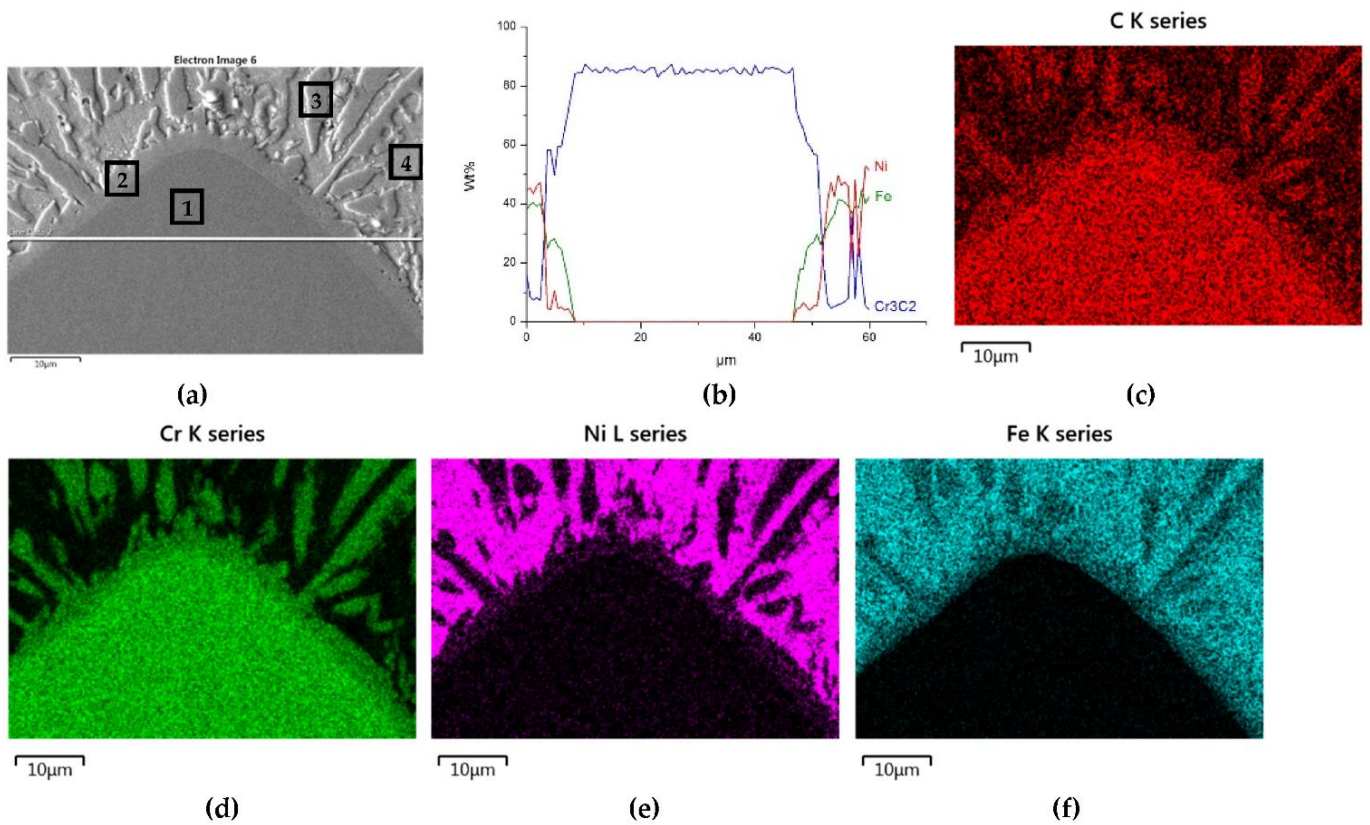 Electron Image 6
1
2
3
4
10µm
(a)
100
80
60
40
20
0
Wt%
0
20
40
60
µm
Ni
Fe
Cr3C2
(b)
C K series
10µm
(c)
Cr K series
10µm
(d)
Ni L series
10µm
(e)
Fe K series
10µm
(f)